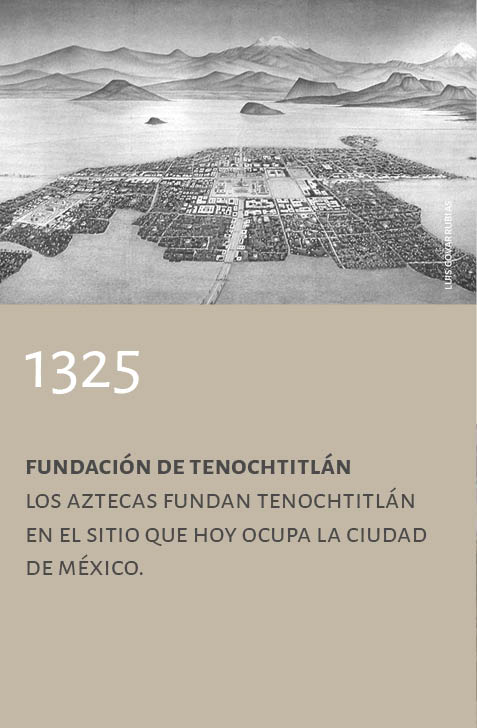 LUIS COVARRUBIAS
1325
FUNDACIÓN DE TENOCHTITLÁN
LOS AZTECAS FUNDAN TENOCHTITLÁN
EN EL SITIO QUE HOY OCUPA LA CIUDAD
DE MÉXICO.